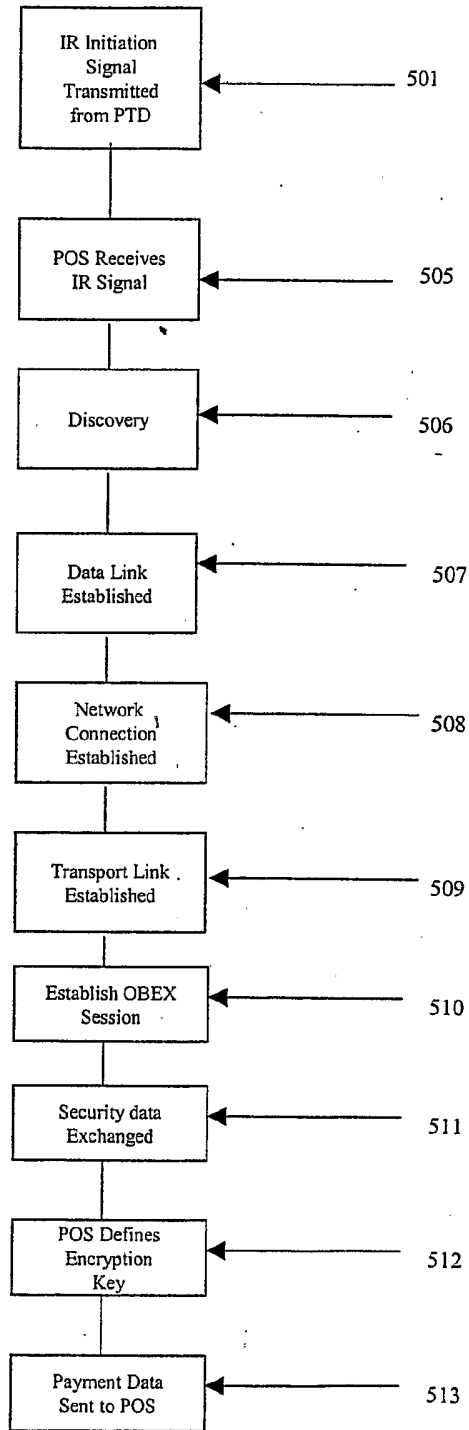 IR Initiation
Signal
Transmitted
from PTD
501
POS Receives
IR Signal
505
Discovery
506
Data Link
Established
507
Network
Connection
Established
508
Transport Link
Established
509
Establish OBEX
Session
510
Security data
Exchanged
511
POS Defines
Encryption
Key
512
Payment Data
Sent to POS
513